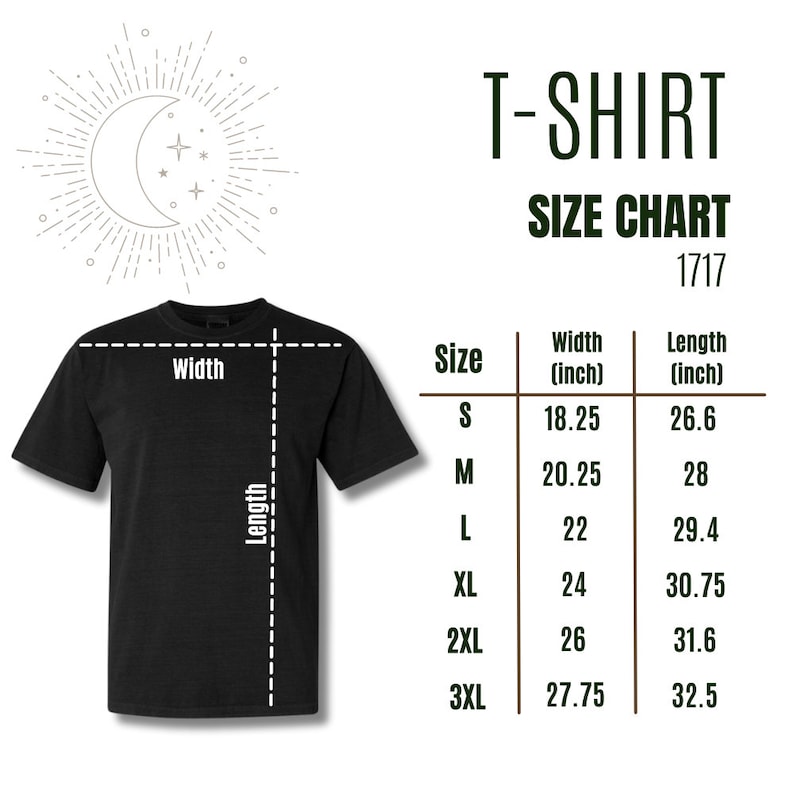 T-SHIRT
SIZE CHART
1717
Width
Length
Size Width (inch) Length (inch)
S 18.25 26.6
M 20.25 28
L 22 29.4
XL 24 30.75
2XL 26 31.6
3XL 27.75 32.5